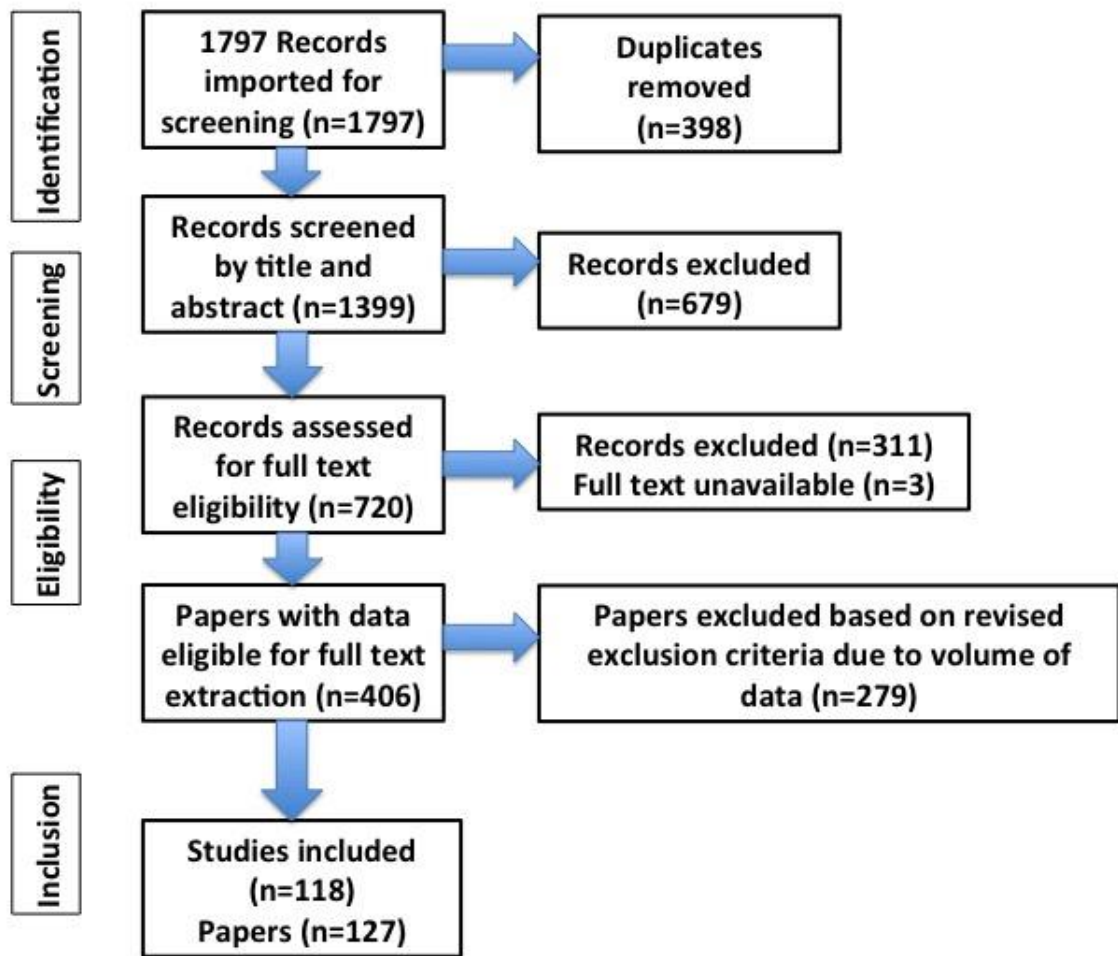 Identification
1797 Records
imported for
screening (n=1797)
Duplicates
removed
(n=398)
Screening
Records screened
by title and
abstract (n=1399)
Records excluded
(n=679)
Eligibility
Records assessed
for full text
eligibility (n=720)
Records excluded (n=311)
Full text unavailable (n=3)
Papers with data
eligible for full text
extraction (n=406)
Papers excluded based on revised
exclusion criteria due to volume of
data (n=279)
Inclusion
Studies included
(n=118)
Papers (n=127)